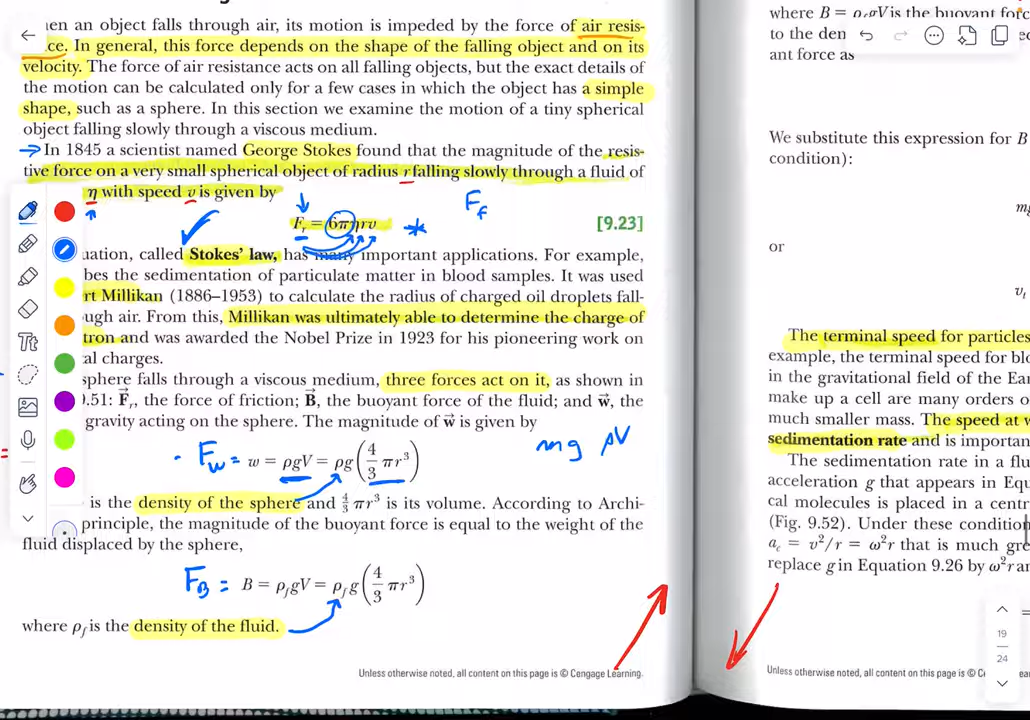 en an object falls through air, its motion is impeded by the force of air resis-
ce. In general, this force depends on the shape of the falling object and on its
velocity. The force of air resistance acts on all falling objects, but the exact details of
the motion can be calculated only for a few cases in which the object has a simple
shape, such as a sphere. In this section we examine the motion of a tiny spherical
object falling slowly through a viscous medium.
In 1845 a scientist named George Stokes found that the magnitude of the resis-
tive force on a very small spherical object of radius r falling slowly through a fluid of
η with speed v is given by
F_f
F_r = 6πηrv *
[9.23]
uation, called Stokes' law, has many important applications. For example,
bes the sedimentation of particulate matter in blood samples. It was used
rt Millikan (1886–1953) to calculate the radius of charged oil droplets fall-
ugh air. From this, Millikan was ultimately able to determine the charge of
tron and was awarded the Nobel Prize in 1923 for his pioneering work on
al charges.
sphere falls through a viscous medium, three forces act on it, as shown in
.51: F⃗_r, the force of friction; B⃗, the buoyant force of the fluid; and w⃗, the
gravity acting on the sphere. The magnitude of w⃗ is given by
mg ρV
F_w = w = ρgV = ρg(4/3 πr³)
is the density of the sphere and 4/3 πr³ is its volume. According to Archi-
principle, the magnitude of the buoyant force is equal to the weight of the
fluid displaced by the sphere,
F_B = B = ρ_f gV = ρ_f g(4/3 πr³)
where ρ_f is the density of the fluid.
Unless otherwise noted, all content on this page is © Cengage Learning.
where B = ρ_f gV is the buoyant forc
to the den
ant force as
We substitute this expression for B
condition):
mg
or
v_t
The terminal speed for particles
example, the terminal speed for blo
in the gravitational field of the Ear
make up a cell are many orders o
much smaller mass. The speed at w
sedimentation rate and is importan
The sedimentation rate in a flu
acceleration g that appears in Equ
cal molecules is placed in a centr
(Fig. 9.52). Under these condition
a_c = v²/r = ω²r that is much gre
replace g in Equation 9.26 by ω²r an
Unless otherwise noted, all content on this page is © C
Tt
19
24